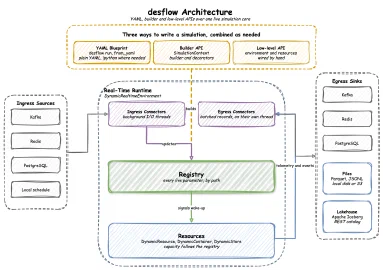 desflow Architecture
YAML, builder and low-level APIs over one live simulation core
Three ways to write a simulation, combined as needed
YAML Blueprint
desflow run, from_yaml
plain YAML, !python where needed
Builder API
SimulationContext
builder and decorators
Low-level API
environment and resources
wired by hand
Real-Time Runtime
DynamicRealtimeEnvironment
Ingress Sources
Kafka
Redis
PostgreSQL
Local schedule
Ingress Connectors
background I/O threads
builds
Egress Connectors
batched records, on their own thread
updates
Registry
every live parameter, by path
telemetry and events
signals wake-up
Resources
DynamicResource, DynamicContainer, DynamicStore
capacity follows the registry
Egress Sinks
Kafka
Redis
PostgreSQL
Files
Parquet, JSONL
local disk or S3
Lakehouse
Apache Iceberg
REST catalog